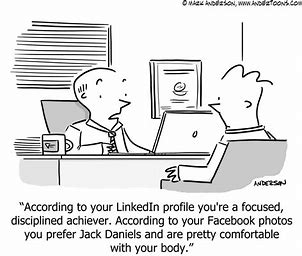 © MARK ANDERSON, WWW.ANDERTOONS.COM
ANDERSON
“According to your LinkedIn profile you're a focused,
disciplined achiever. According to your Facebook photos
you prefer Jack Daniels and are pretty comfortable
with your body.”